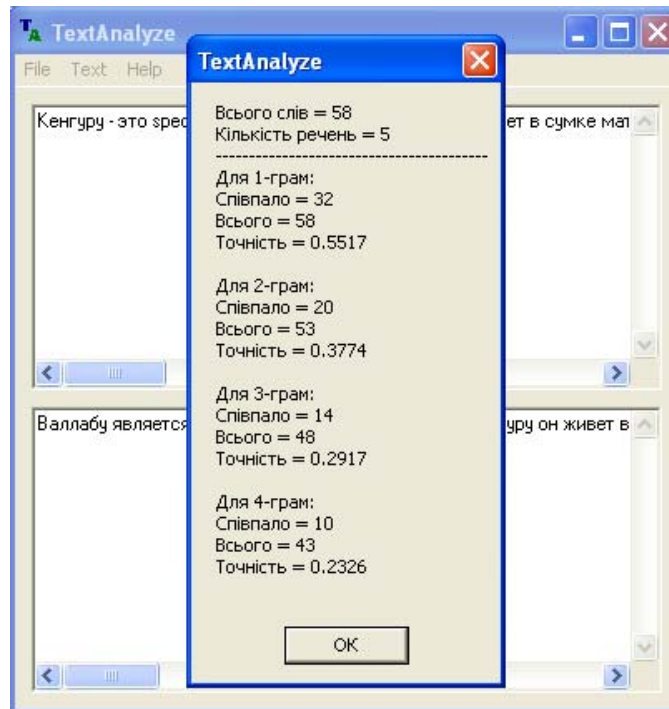 TextAnalyze
File Text Help
TextAnalyze
Всього слів = 58
Кількість речень = 5
----------------------------------------
Для 1-грам:
Співпало = 32
Всього = 58
Точність = 0.5517
Для 2-грам:
Співпало = 20
Всього = 53
Точність = 0.3774
Для 3-грам:
Співпало = 14
Всього = 48
Точність = 0.2917
Для 4-грам:
Співпало = 10
Всього = 43
Точність = 0.2326
OK
Кенгуру - это spec ет в сумке мат
Валлабу является уру он живет в